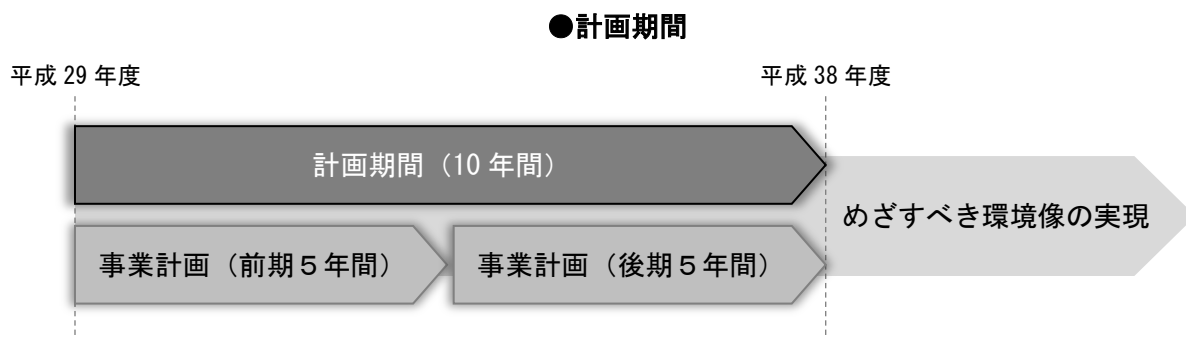 ●計画期間
平成 29 年度
平成 38 年度
計画期間（10 年間）
めざすべき環境像の実現
事業計画（前期５年間）
事業計画（後期５年間）